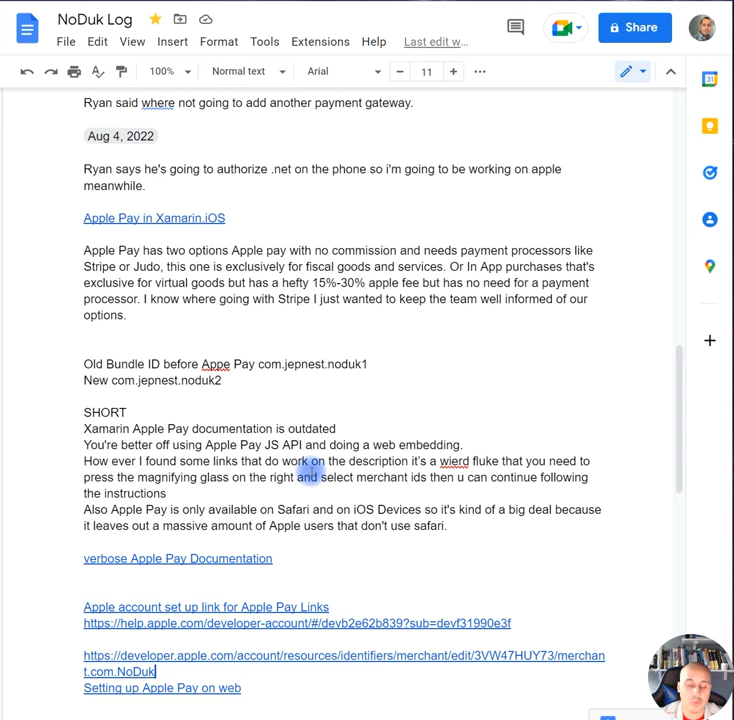 NoDuk Log
File Edit View Insert Format Tools Extensions Help Last edit w...
Share
100% Normal text Arial 11
Ryan said where not going to add another payment gateway.
Aug 4, 2022
Ryan says he's going to authorize .net on the phone so i'm going to be working on apple
meanwhile.
Apple Pay in Xamarin.iOS
Apple Pay has two options Apple pay with no commission and needs payment processors like
Stripe or Judo, this one is exclusively for fiscal goods and services. Or In App purchases that's
exclusive for virtual goods but has a hefty 15%-30% apple fee but has no need for a payment
processor. I know where going with Stripe I just wanted to keep the team well informed of our
options.
Old Bundle ID before Appe Pay com.jepnest.noduk1
New com.jepnest.noduk2
SHORT
Xamarin Apple Pay documentation is outdated
You're better off using Apple Pay JS API and doing a web embedding.
How ever I found some links that do work on the description it's a wierd fluke that you need to
press the magnifying glass on the right and select merchant ids then u can continue following
the instructions
Also Apple Pay is only available on Safari and on iOS Devices so it's kind of a big deal because
it leaves out a massive amount of Apple users that don't use safari.
verbose Apple Pay Documentation
Apple account set up link for Apple Pay Links
https://help.apple.com/developer-account/#/devb2e62b839?sub=devf31990e3f
https://developer.apple.com/account/resources/identifiers/merchant/edit/3VW47HUY73/merchan
t.com.NoDuk
Setting up Apple Pay on web